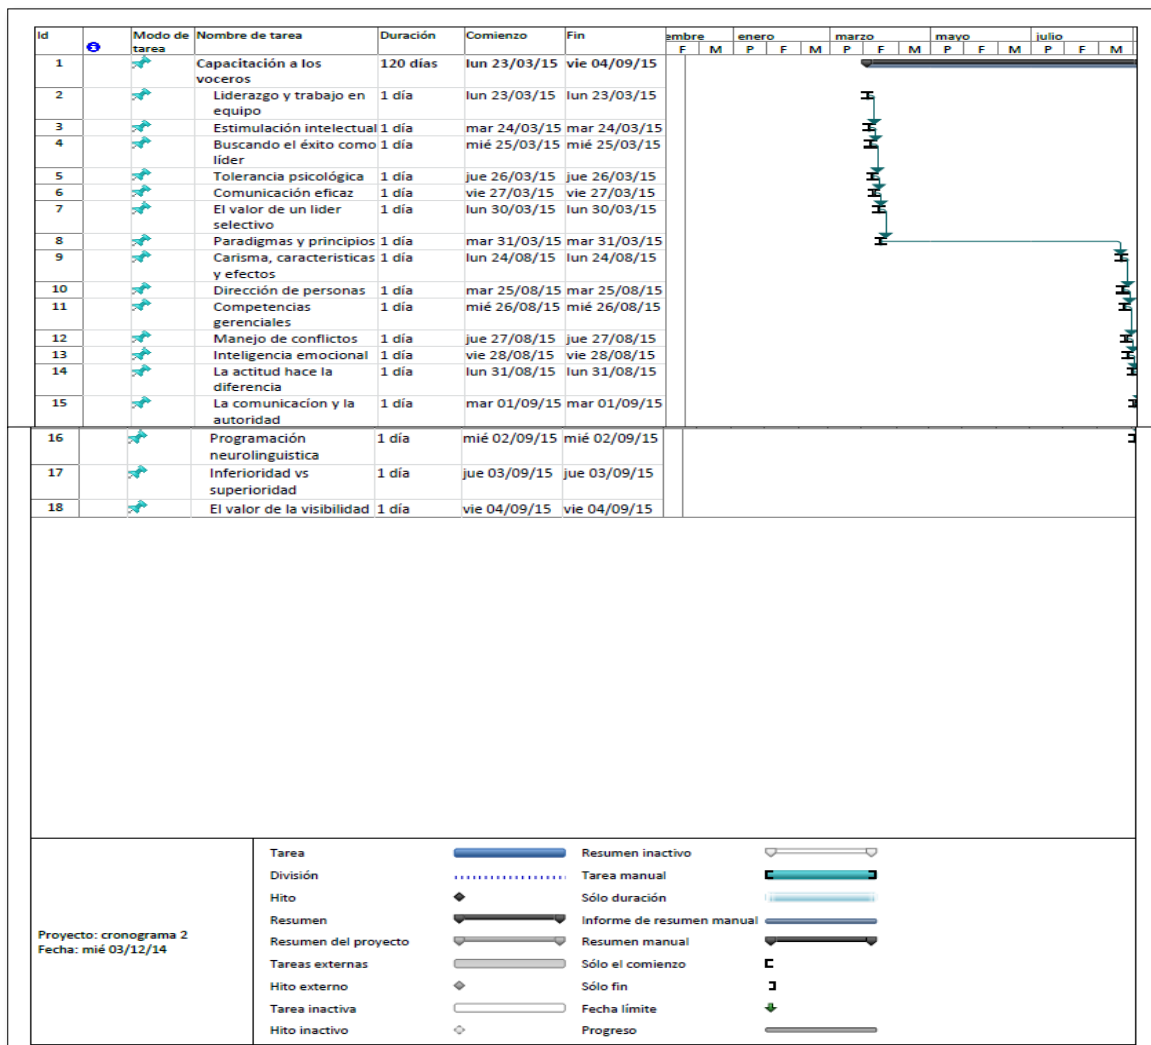 Id Modo de tarea Nombre de tarea Duración Comienzo Fin embre enero marzo mayo julio
F M P F M P F M P F M P F M
1 Capacitación a los voceros 120 días lun 23/03/15 vie 04/09/15
2 Liderazgo y trabajo en equipo 1 día lun 23/03/15 lun 23/03/15
3 Estimulación intelectual 1 día mar 24/03/15 mar 24/03/15
4 Buscando el éxito como líder 1 día mié 25/03/15 mié 25/03/15
5 Tolerancia psicológica 1 día jue 26/03/15 jue 26/03/15
6 Comunicación eficaz 1 día vie 27/03/15 vie 27/03/15
7 El valor de un lider selectivo 1 día lun 30/03/15 lun 30/03/15
8 Paradigmas y principios 1 día mar 31/03/15 mar 31/03/15
9 Carisma, caracteristicas y efectos 1 día lun 24/08/15 lun 24/08/15
10 Dirección de personas 1 día mar 25/08/15 mar 25/08/15
11 Competencias gerenciales 1 día mié 26/08/15 mié 26/08/15
12 Manejo de conflictos 1 día jue 27/08/15 jue 27/08/15
13 Inteligencia emocional 1 día vie 28/08/15 vie 28/08/15
14 La actitud hace la diferencia 1 día lun 31/08/15 lun 31/08/15
15 La comunicacíon y la autoridad 1 día mar 01/09/15 mar 01/09/15
16 Programación neurolinguistica 1 día mié 02/09/15 mié 02/09/15
17 Inferioridad vs superioridad 1 día jue 03/09/15 jue 03/09/15
18 El valor de la visibilidad 1 día vie 04/09/15 vie 04/09/15
Proyecto: cronograma 2
Fecha: mié 03/12/14
Tarea
División
Hito
Resumen
Resumen del proyecto
Tareas externas
Hito externo
Tarea inactiva
Hito inactivo
Resumen inactivo
Tarea manual
Sólo duración
Informe de resumen manual
Resumen manual
Sólo el comienzo
Sólo fin
Fecha límite
Progreso